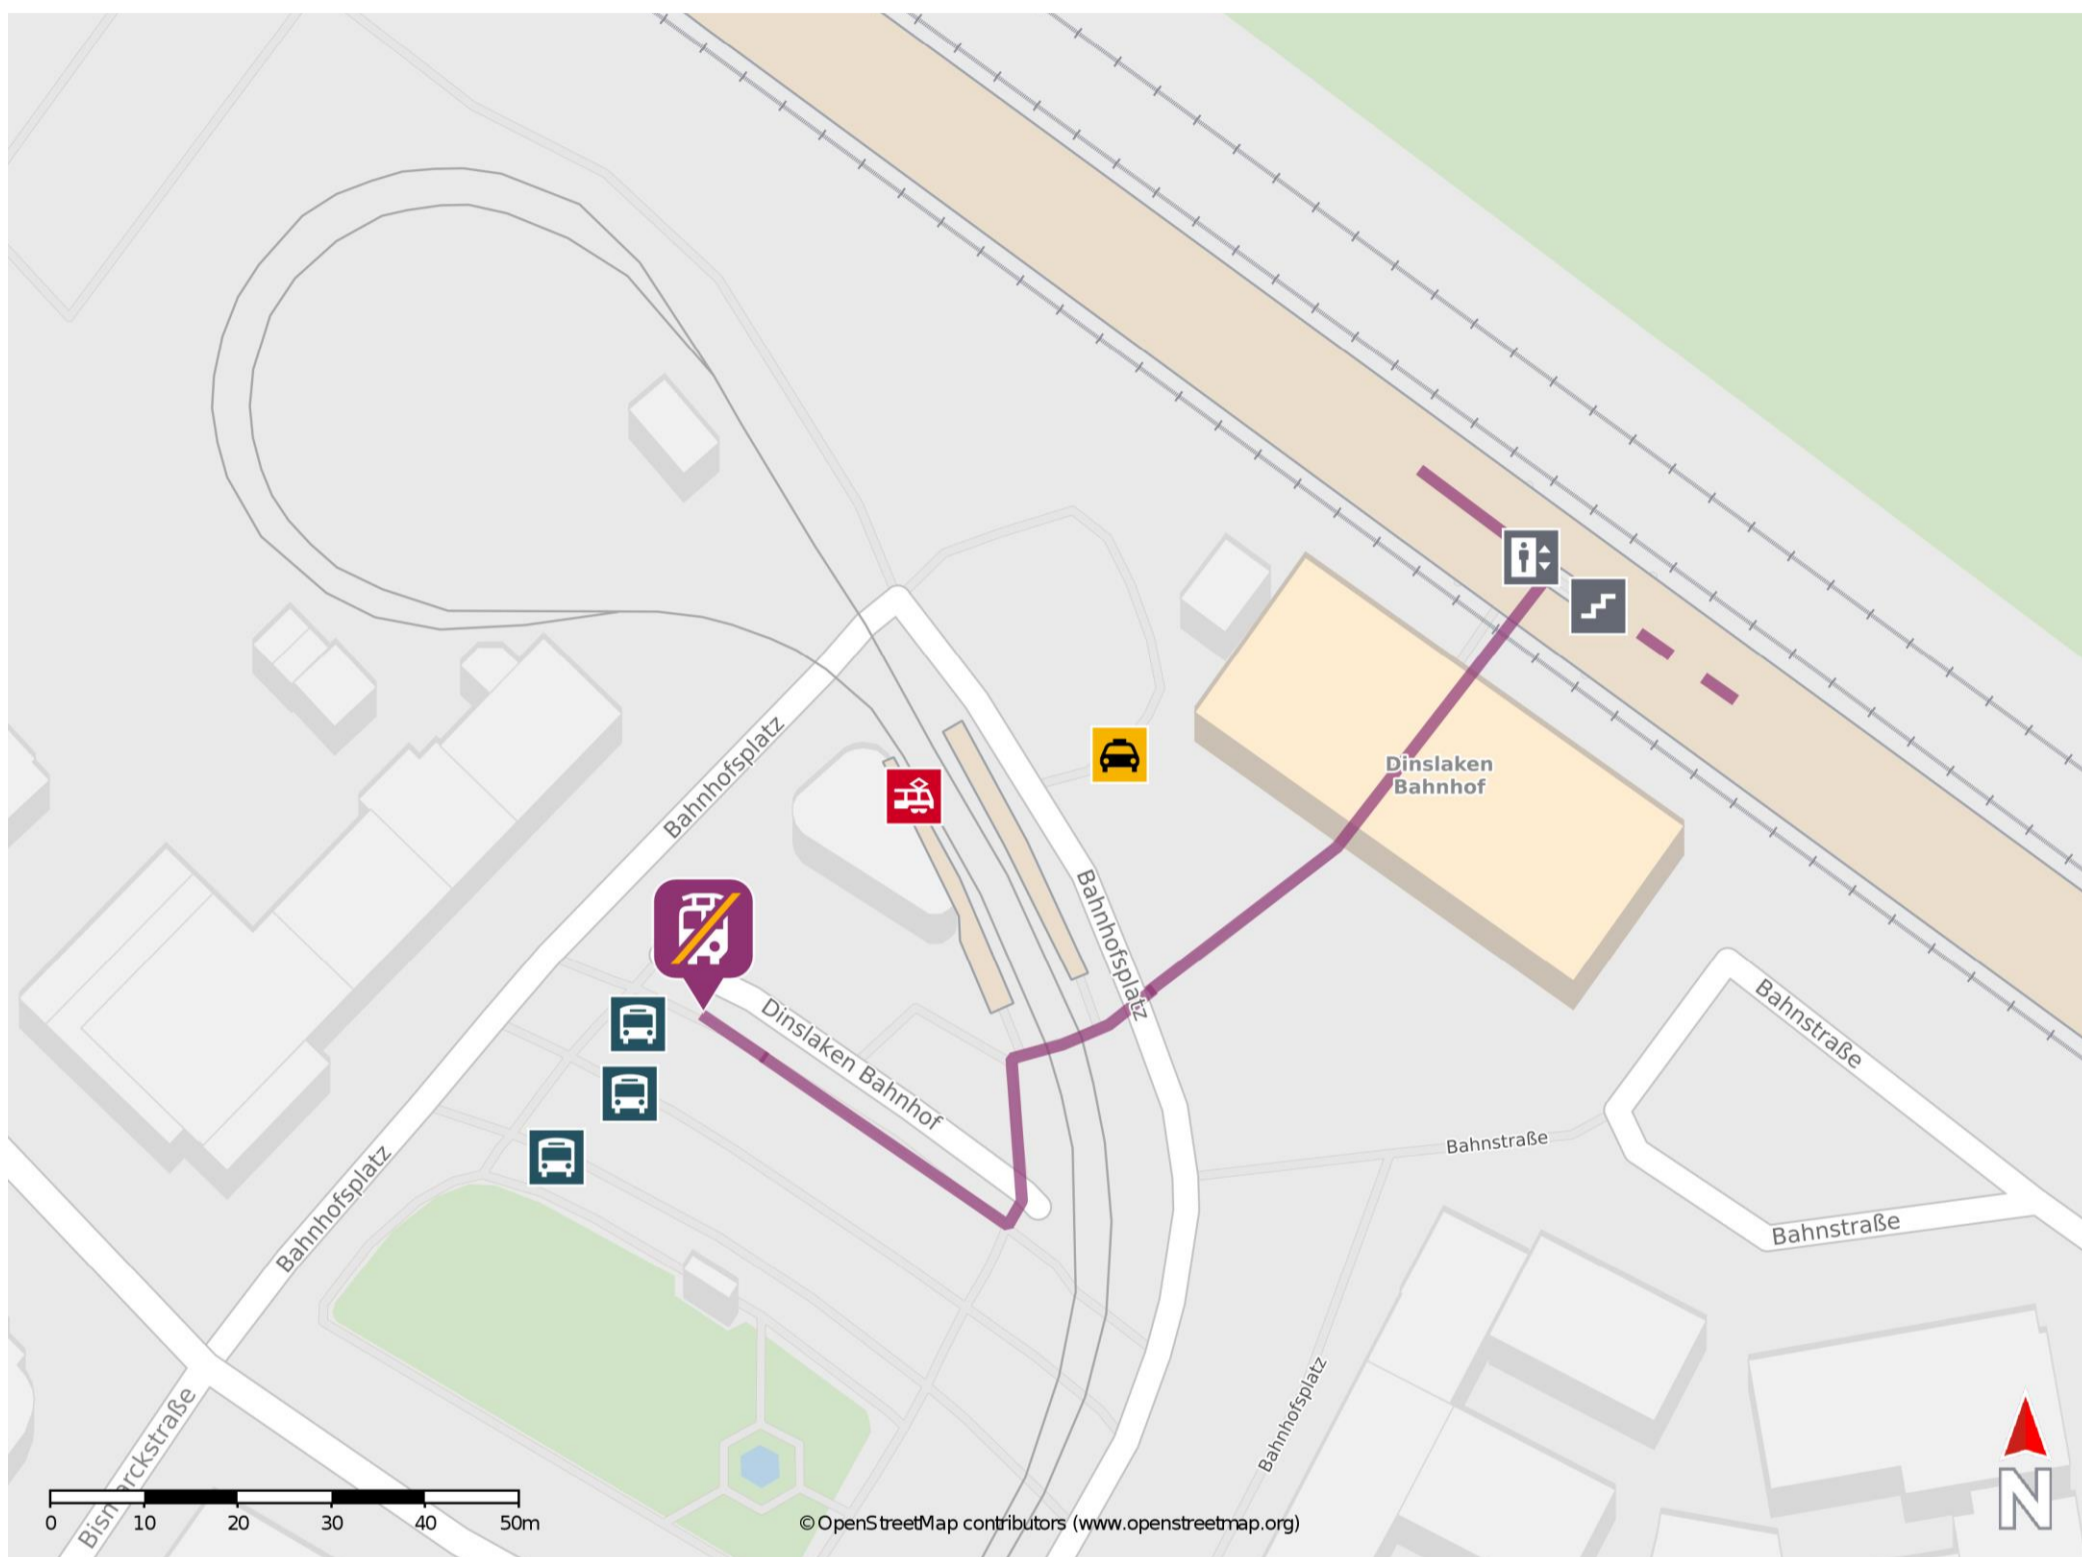 Bahnhofsplatz
Dinslaken
Bahnhof
Bahnhofsplatz
Dinslaken Bahnhof
Bahnstraße
Bahnstraße
Bahnhofsplatz
Bahnstraße
Bahnhofsplatz
Bismarckstraße
0 10 20 30 40 50m
© OpenStreetMap contributors (www.openstreetmap.org)
N